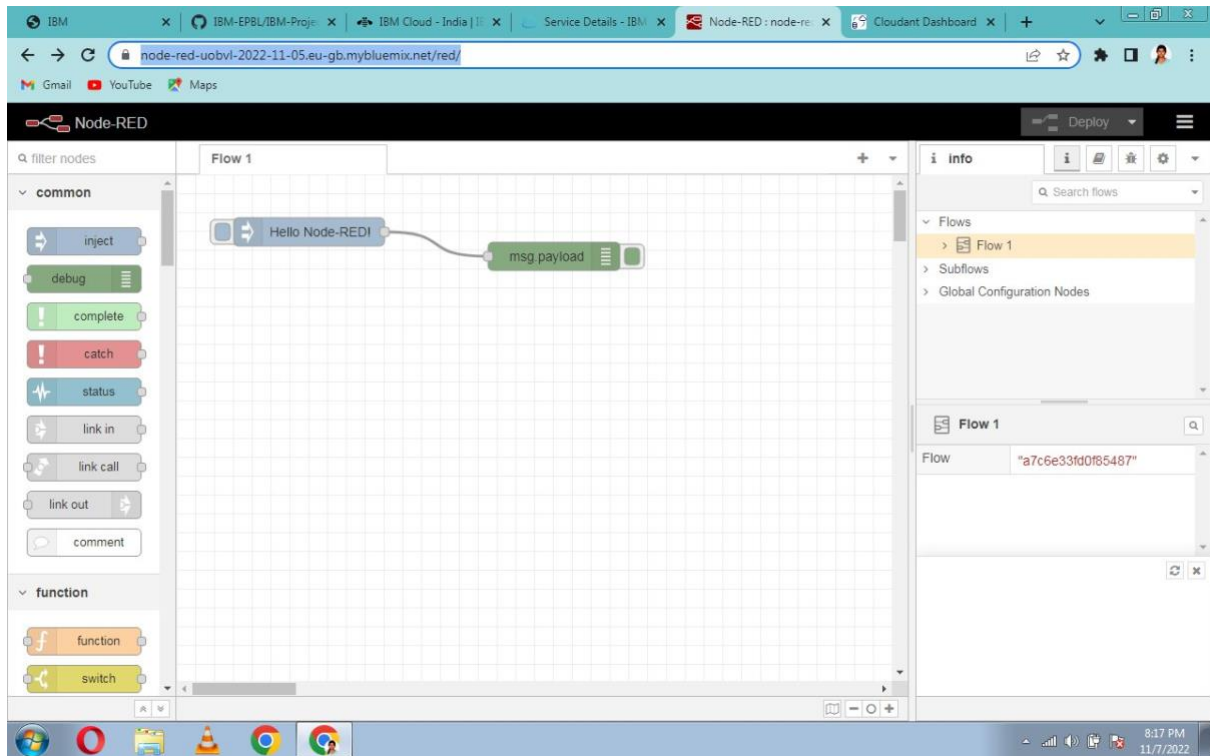 IBM
IBM-EPBL/IBM-Proje
IBM Cloud - India | I
Service Details - IBM
Node-RED : node-re
Cloudant Dashboard
node-red-uobvl-2022-11-05.eu-gb.mybluemix.net/red/
Gmail YouTube Maps
Node-RED
Deploy
filter nodes
Flow 1
info
common
Search flows
Flows
Flow 1
Subflows
Global Configuration Nodes
inject
debug
complete
catch
status
link in
link call
link out
comment
function
function
switch
Hello Node-RED!
msg.payload
Flow 1
Flow "a7c6e33fd0f85487"
8:17 PM
11/7/2022